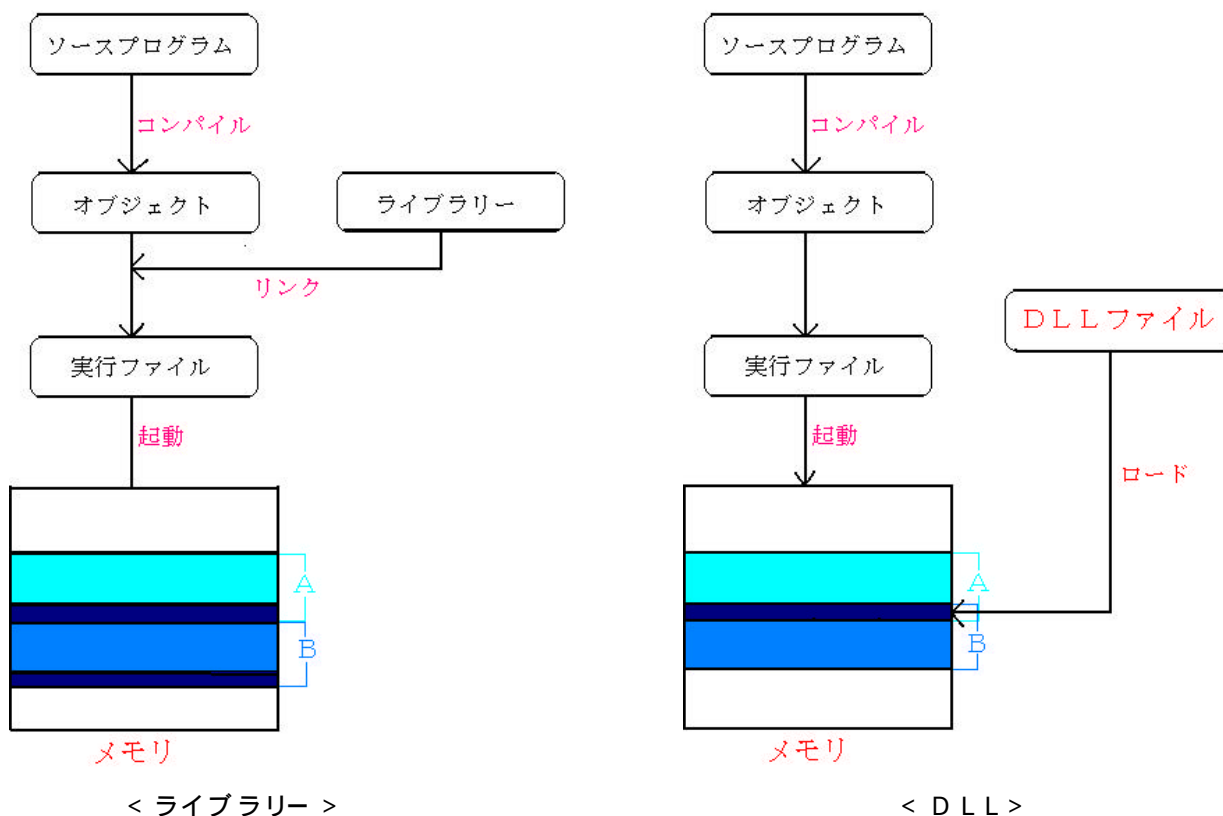 ソースプログラム
コンパイル
オブジェクト
ライブラリー
リンク
実行ファイル
起動
A
B
メモリ
< ライブラリー >
ソースプログラム
コンパイル
オブジェクト
DLLファイル
実行ファイル
起動
ロード
A
B
メモリ
< DLL>